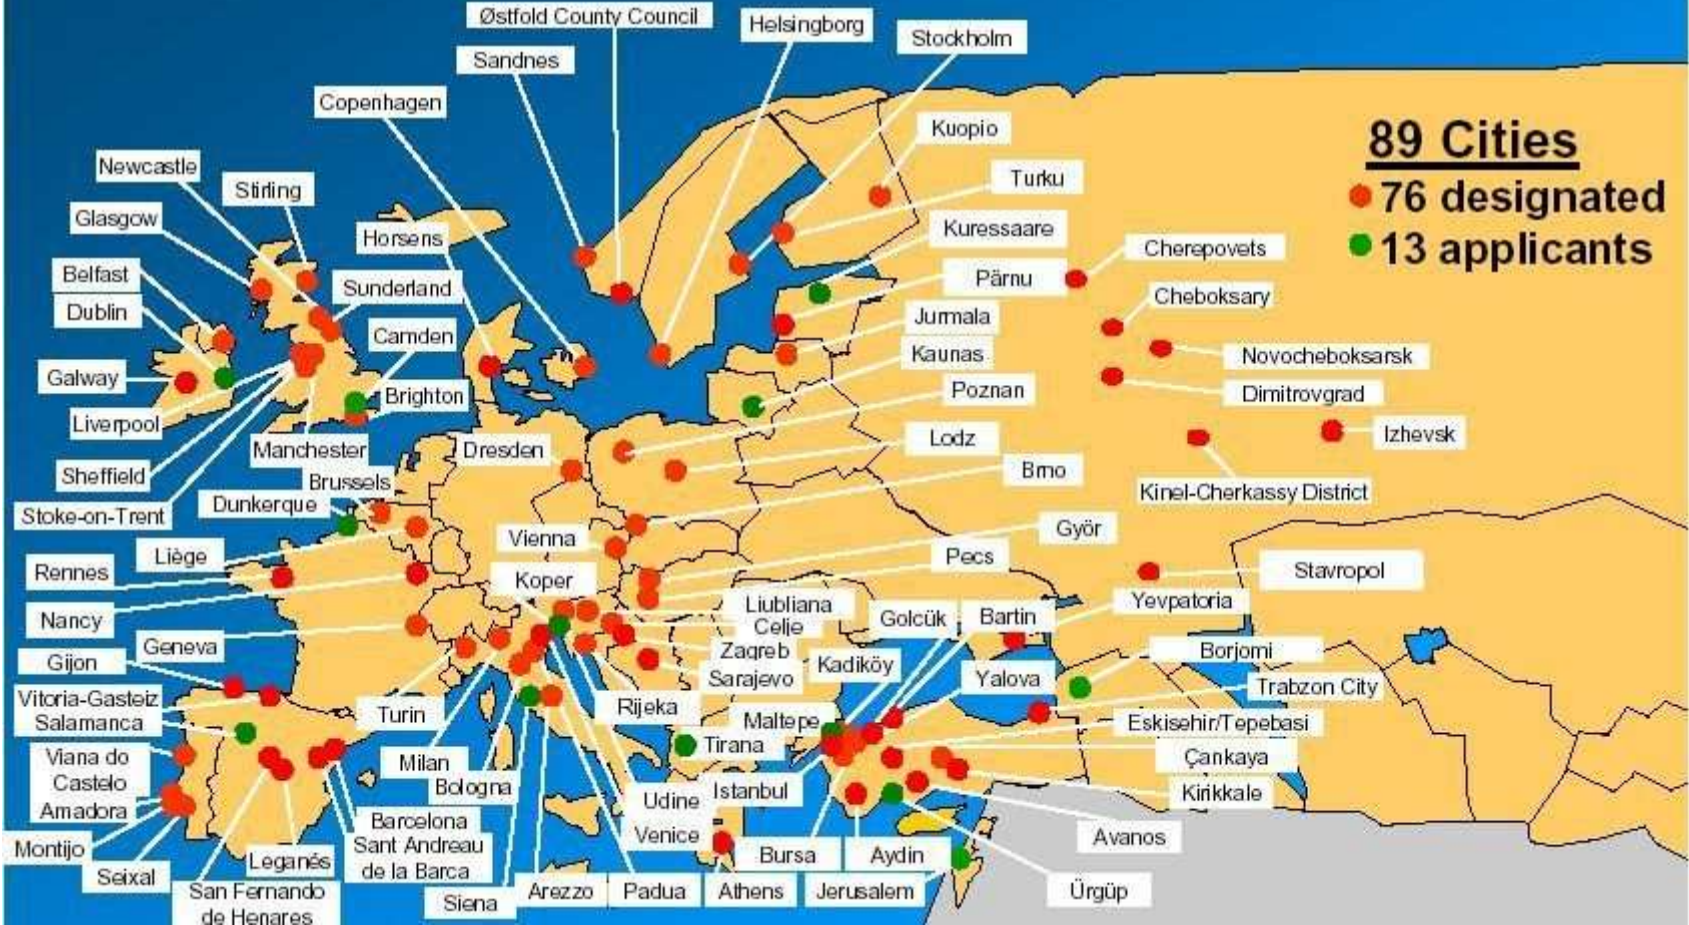 Østfold County Council
Helsingborg
Stockholm
Sandnes
Copenhagen
Kuopio
89 Cities
76 designated
13 applicants
Newcastle
Stirling
Turku
Glasgow
Horsens
Kuressaare
Cherepovets
Belfast
Sunderland
Pärnu
Cheboksary
Dublin
Camden
Jurmala
Kaunas
Novocheboksarsk
Galway
Brighton
Poznan
Dimitrovgrad
Liverpool
Manchester
Dresden
Lodz
Izhevsk
Sheffield
Brussels
Brno
Kinel-Cherkassy District
Dunkerque
Stoke-on-Trent
Vienna
Györ
Liège
Pecs
Rennes
Koper
Stavropol
Nancy
Liubliana
Celje
Golcük
Bartin
Yevpatoria
Geneva
Zagreb
Borjomi
Gijon
Sarajevo
Kadiköy
Yalova
Trabzon City
Vitoria-Gasteiz
Salamanca
Turin
Rijeka
Maltepe
Eskisehir/Tepebasi
Tirana
Viana do
Castelo
Milan
Çankaya
Bologna
Istanbul
Kirikkale
Amadora
Udine
Barcelona
Venice
Avanos
Montijo
Sant Andreau
de la Barca
Leganés
Bursa
Aydin
Seixal
San Fernando
de Henares
Siena
Arezzo
Padua
Athens
Jerusalem
Ürgüp